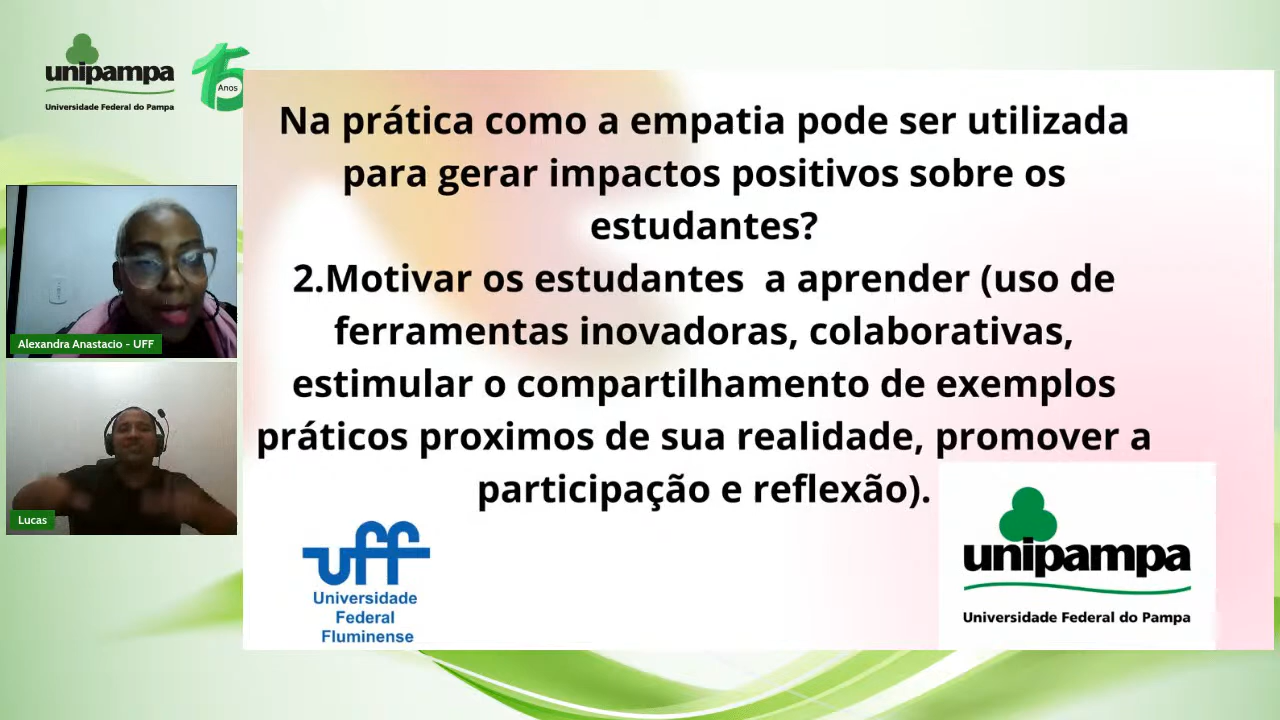 unipampa
Universidade Federal do Pampa
15
Anos
Na prática como a empatia pode ser utilizada
para gerar impactos positivos sobre os
estudantes?
2.Motivar os estudantes  a aprender (uso de
ferramentas inovadoras, colaborativas,
estimular o compartilhamento de exemplos
práticos proximos de sua realidade, promover a
participação e reflexão).
Alexandra Anastacio - UFF
Lucas
uff
Universidade
Federal
Fluminense
unipampa
Universidade Federal do Pampa